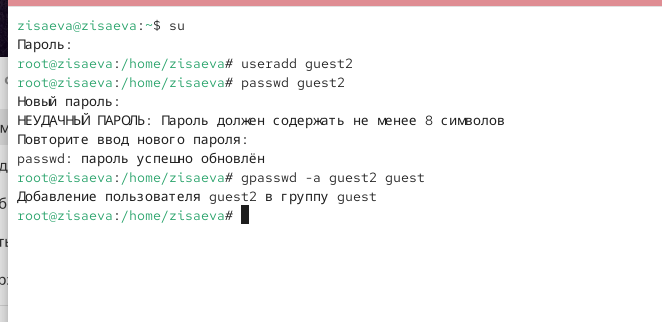 zisaeva@zisaeva:~$ su
Пароль:
root@zisaeva:/home/zisaeva# useradd guest2
root@zisaeva:/home/zisaeva# passwd guest2
Новый пароль:
НЕУДАЧНЫЙ ПАРОЛЬ: Пароль должен содержать не менее 8 символов
Повторите ввод нового пароля:
passwd: пароль успешно обновлён
root@zisaeva:/home/zisaeva# gpasswd -a guest2 guest
Добавление пользователя guest2 в группу guest
root@zisaeva:/home/zisaeva#